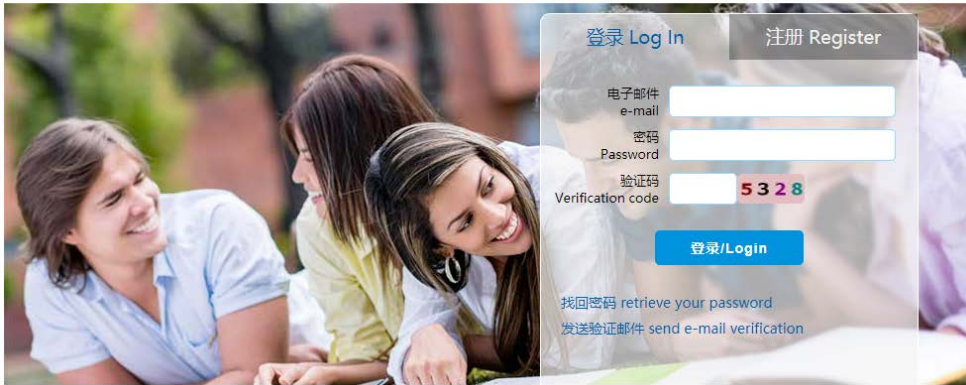 登录 Log In
注册 Register
电子邮件
e-mail
密码
Password
验证码
Verification code
5328
登录/Login
找回密码 retrieve your password
发送验证邮件 send e-mail verification